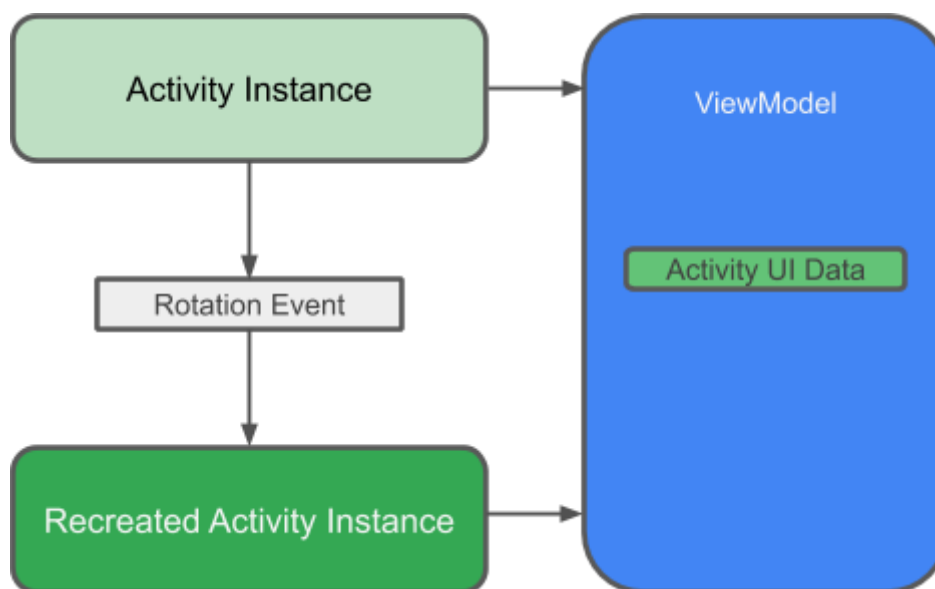 Activity Instance
ViewModel
Activity UI Data
Rotation Event
Recreated Activity Instance